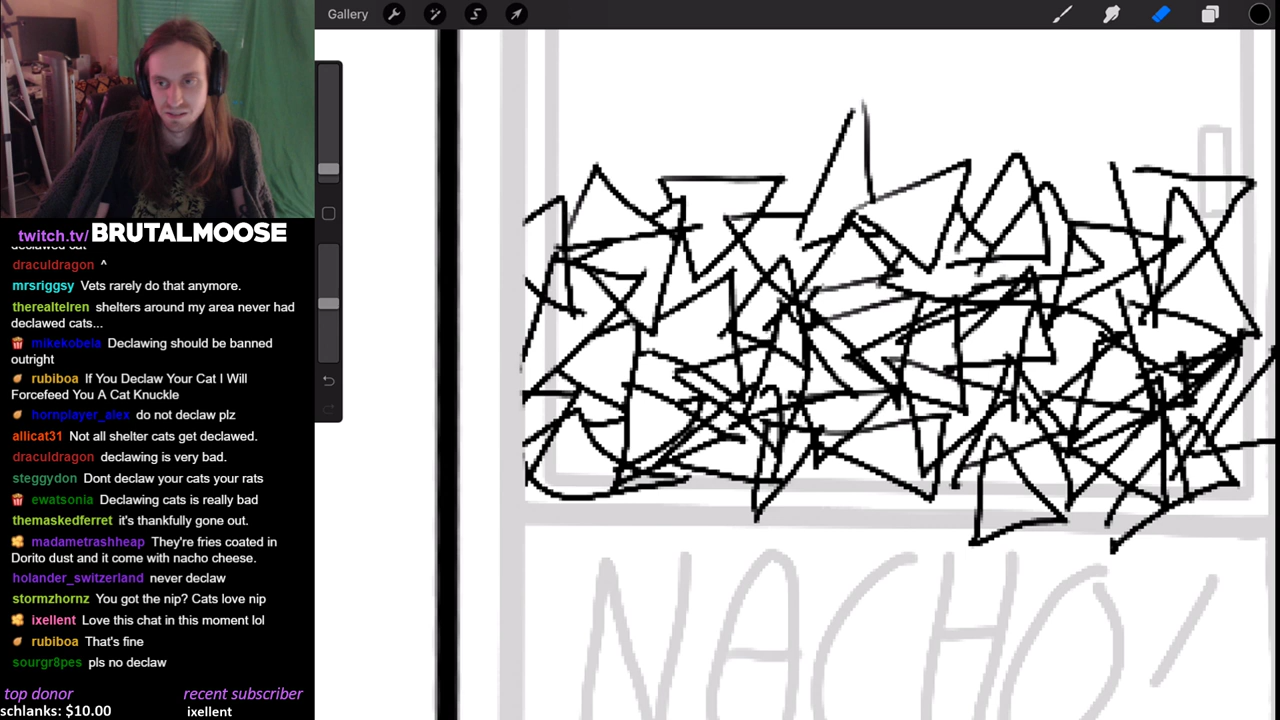 Gallery
twitch.tv/BRUTALMOOSE
declawed cat
draculdragon ^
mrsriggsy Vets rarely do that anymore.
therealtelren shelters around my area never had
declawed cats...
mikekobela Declawing should be banned
outright
rubiboa If You Declaw Your Cat I Will
Forcefeed You A Cat Knuckle
hornplayer_alex do not declaw plz
allicat31 Not all shelter cats get declawed.
draculdragon declawing is very bad.
steggydon Dont declaw your cats your rats
ewatsonia Declawing cats is really bad
themaskedferret it's thankfully gone out.
madametrashheap They're fries coated in
Dorito dust and it come with nacho cheese.
holander_switzerland never declaw
stormzhornz You got the nip? Cats love nip
ixellent Love this chat in this moment lol
rubiboa That's fine
sourgr8pes pls no declaw
top donor
schlanks: $10.00
recent subscriber
ixellent
NACHO